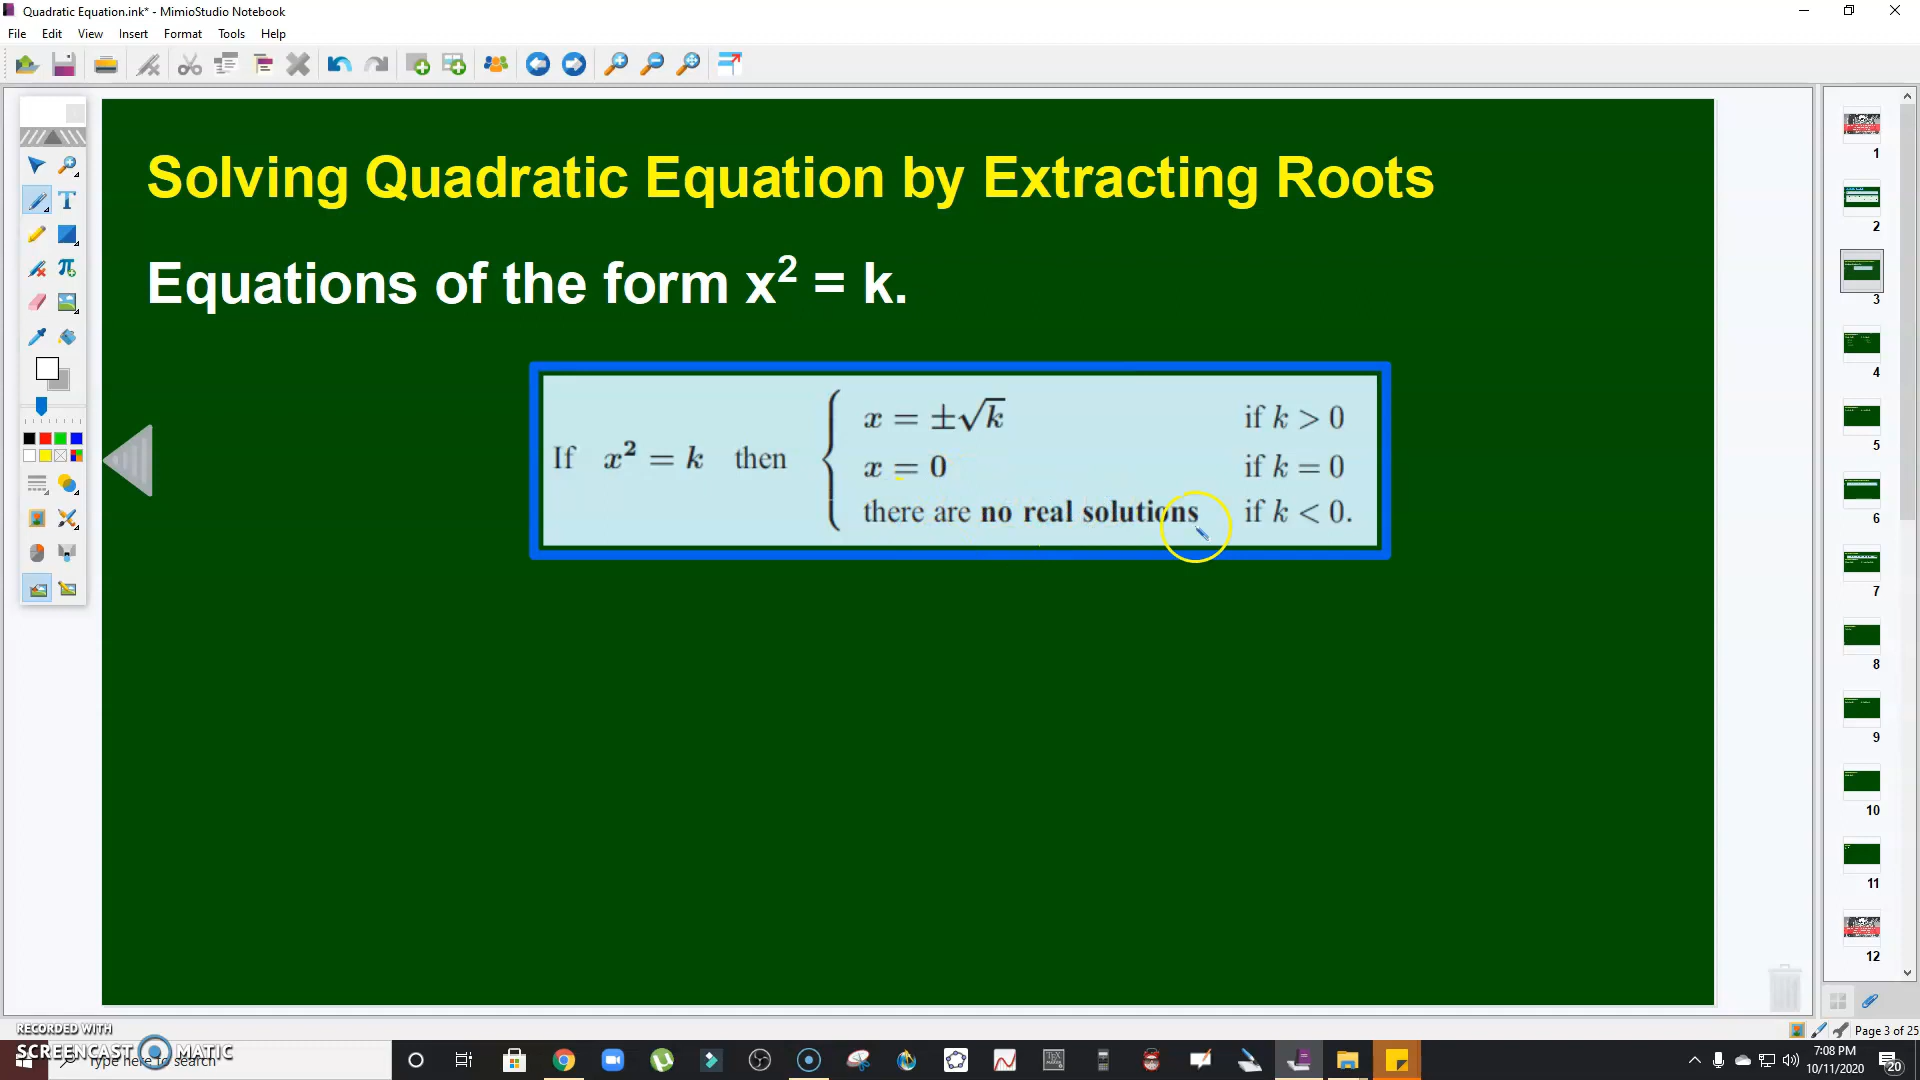 Quadratic Equation.ink* - MimioStudio Notebook
File Edit View Insert Format Tools Help
Solving Quadratic Equation by Extracting Roots
Equations of the form x² = k.
If x² = k then
x = ±√k if k > 0
x = 0 if k = 0
there are no real solutions if k < 0.
1
2
3
4
5
6
7
8
9
10
11
12
Page 3 of 25
RECORDED WITH
SCREENCAST MATIC
Type here to search
7:08 PM
10/11/2020
20